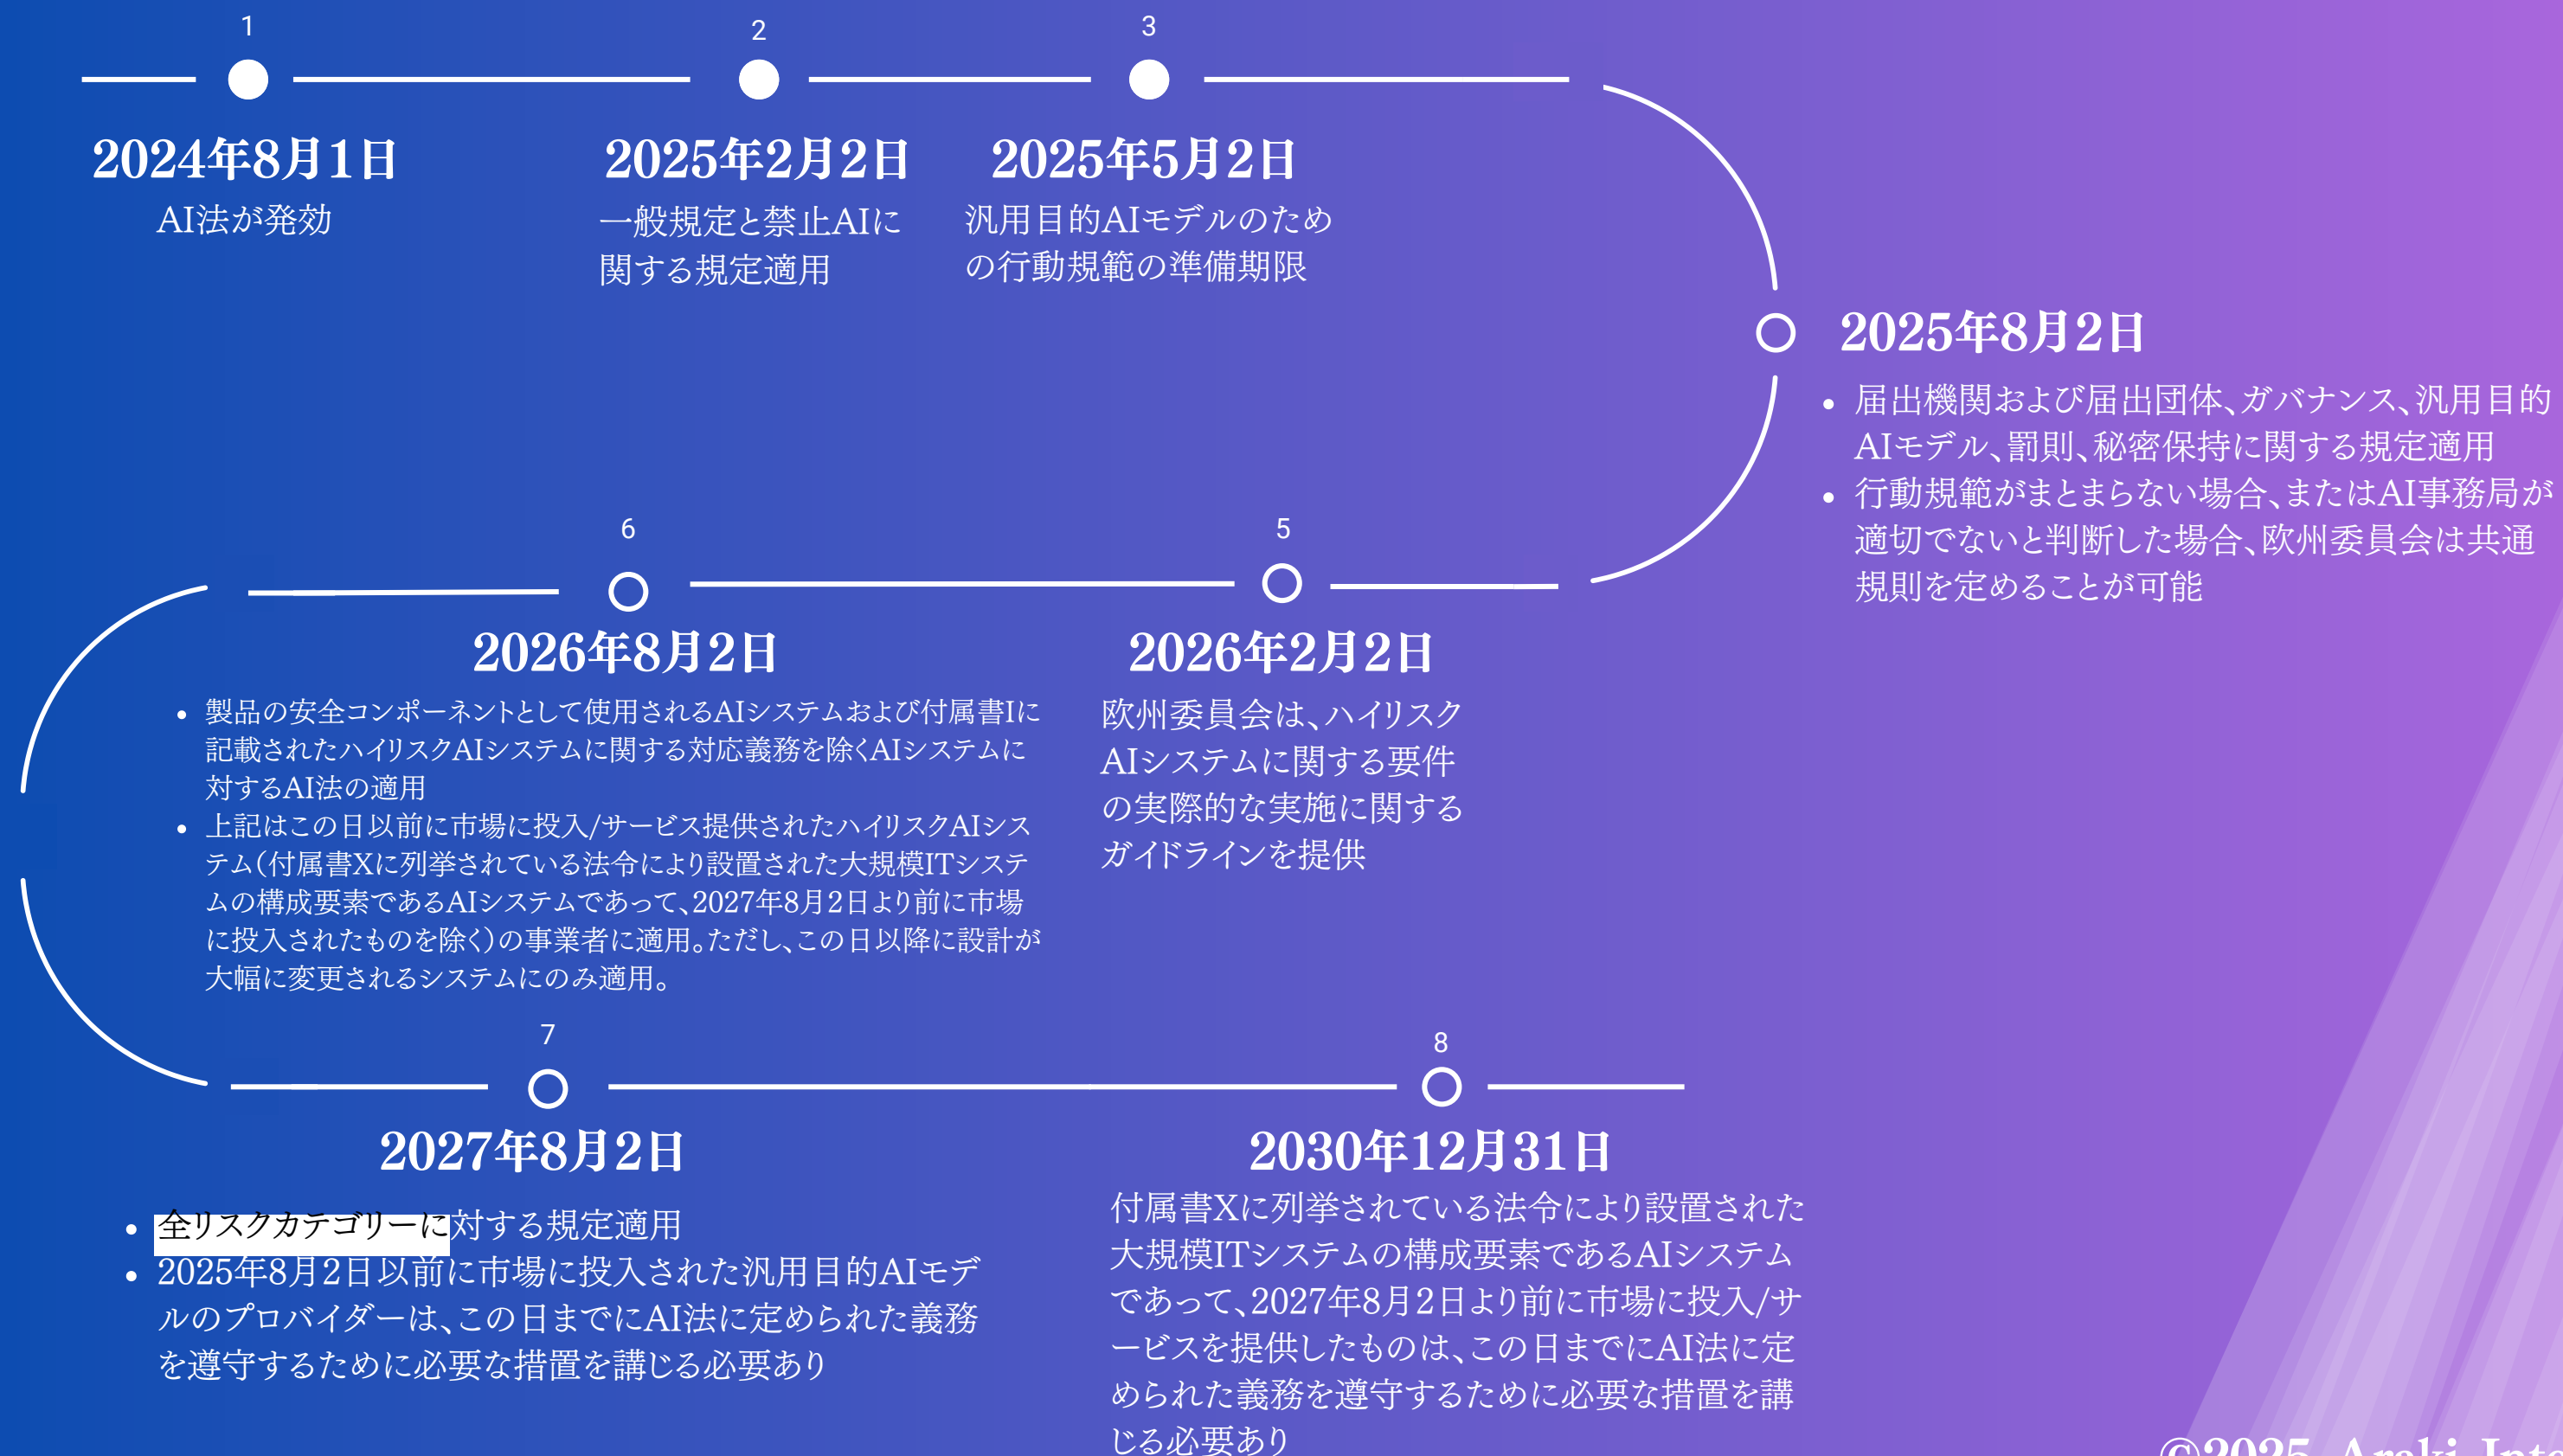 1
2024年8月1日
AI法が発効
2
2025年2月2日
一般規定と禁止AIに
関する規定適用
3
2025年5月2日
汎用目的AIモデルのため
の行動規範の準備期限
2025年8月2日
• 届出機関および届出団体、ガバナンス、汎用目的
AIモデル、罰則、秘密保持に関する規定適用
• 行動規範がまとまらない場合、またはAI事務局が
適切でないと判断した場合、欧州委員会は共通
規則を定めることが可能
5
2026年2月2日
欧州委員会は、ハイリスク
AIシステムに関する要件
の実際的な実施に関する
ガイドラインを提供
6
2026年8月2日
• 製品の安全コンポーネントとして使用されるAIシステムおよび付属書Iに
記載されたハイリスクAIシステムに関する対応義務を除くAIシステムに
対するAI法の適用
• 上記はこの日以前に市場に投入/サービス提供されたハイリスクAIシス
テム(付属書Xに列挙されている法令により設置された大規模ITシステ
ムの構成要素であるAIシステムであって、2027年8月2日より前に市場
に投入されたものを除く)の事業者に適用。ただし、この日以降に設計が
大幅に変更されるシステムにのみ適用。
7
2027年8月2日
• 全リスクカテゴリーに対する規定適用
• 2025年8月2日以前に市場に投入された汎用目的AIモデ
ルのプロバイダーは、この日までにAI法に定められた義務
を遵守するために必要な措置を講じる必要あり
8
2030年12月31日
付属書Xに列挙されている法令により設置された
大規模ITシステムの構成要素であるAIシステム
であって、2027年8月2日より前に市場に投入/サ
ービスを提供したものは、この日までにAI法に定
められた義務を遵守するために必要な措置を講
じる必要あり
©2025 Araki